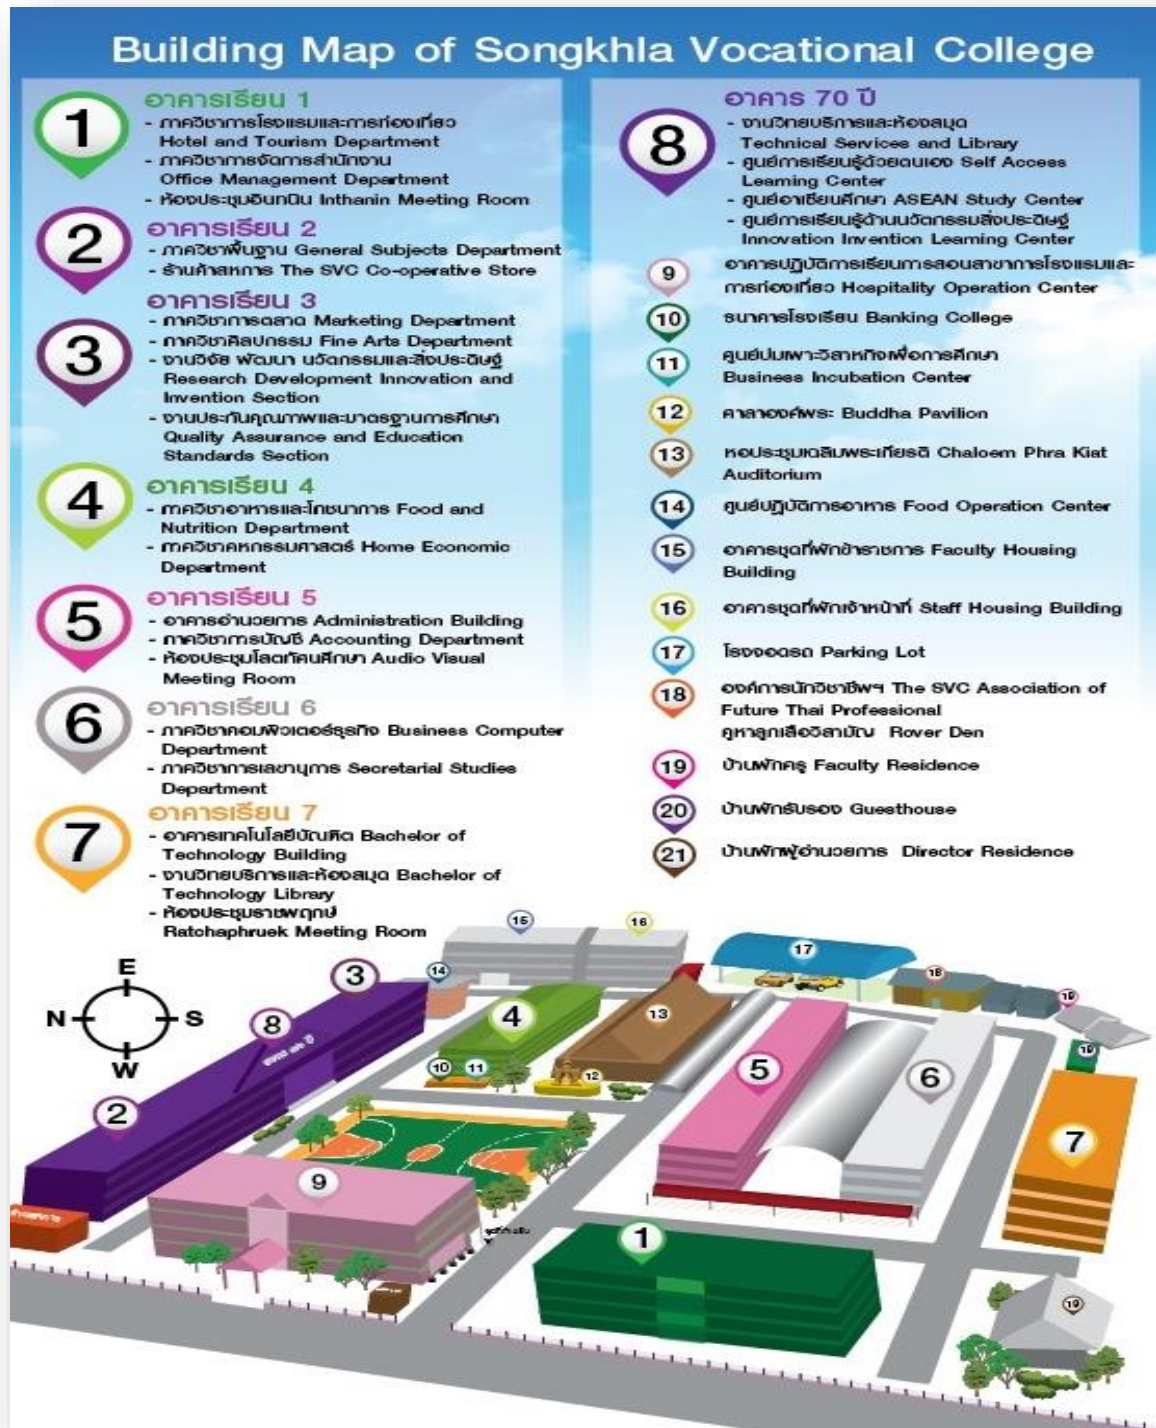 Building Map of Songkhla Vocational College
1
อาคารเรียน 1
- ภาควิชาการโรงแรมและการท่องเที่ยว
Hotel and Tourism Department
- ภาควิชาการจัดการสำนักงาน
Office Management Department
- ห้องประชุมอินทนิน Inthanin Meeting Room
2
อาคารเรียน 2
- ภาควิชาพื้นฐาน General Subjects Department
- ร้านค้าสหการ The SVC Co-operative Store
3
อาคารเรียน 3
- ภาควิชาการตลาด Marketing Department
- ภาควิชาศิลปกรรม Fine Arts Department
- งานวิจัย พัฒนา นวัตกรรมและสิ่งประดิษฐ์
Research Development Innovation and
Invention Section
- งานประกันคุณภาพและมาตรฐานการศึกษา
Quality Assurance and Education
Standards Section
4
อาคารเรียน 4
- ภาควิชาอาหารและโภชนาการ Food and
Nutrition Department
- ภาควิชาคหกรรมศาสตร์ Home Economic
Department
5
อาคารเรียน 5
- อาคารอำนวยการ Administration Building
- ภาควิชาการบัญชี Accounting Department
- ห้องประชุมโสตทัศนศึกษา Audio Visual
Meeting Room
6
อาคารเรียน 6
- ภาควิชาคอมพิวเตอร์ธุรกิจ Business Computer
Department
- ภาควิชาการเลขานุการ Secretarial Studies
Department
7
อาคารเรียน 7
- อาคารเทคโนโลยีบัณฑิต Bachelor of
Technology Building
- งานวิทยบริการและห้องสมุด Bachelor of
Technology Library
- ห้องประชุมราชพฤกษ์
Ratchaphruek Meeting Room
8
อาคาร 70 ปี
- งานวิทยบริการและห้องสมุด
Technical Services and Library
- ศูนย์การเรียนรู้ด้วยตนเอง Self Access
Learning Center
- ศูนย์อาเซียนศึกษา ASEAN Study Center
- ศูนย์การเรียนรู้ด้านนวัตกรรมสิ่งประดิษฐ์
Innovation Invention Learning Center
9
อาคารปฏิบัติการเรียนการสอนสาขาการโรงแรมและ
การท่องเที่ยว Hospitality Operation Center
10 ธนาคารโรงเรียน Banking College
11
ศูนย์บ่มเพาะวิสาหกิจเพื่อการศึกษา
Business Incubation Center
12 ศาลาองค์พระ Buddha Pavilion
13
หอประชุมเฉลิมพระเกียรติ Chaloem Phra Kiat
Auditorium
14 ศูนย์ปฏิบัติการอาหาร Food Operation Center
15
อาคารชุดที่พักข้าราชการ Faculty Housing
Building
16 อาคารชุดที่พักเจ้าหน้าที่ Staff Housing Building
17 โรงจอดรถ Parking Lot
18
องค์การนักวิชาชีพฯ The SVC Association of
Future Thai Professional
คูหาลูกเสือวิสามัญ Rover Den
19 บ้านพักครู Faculty Residence
20 บ้านพักรับรอง Guesthouse
21 บ้านพักผู้อำนวยการ Director Residence
E
N S
W
15 16
17
14
3
18
19
8
4
13
10 11
12
5
6
19
2
7
9
1
19
อาคาร 70 ปี